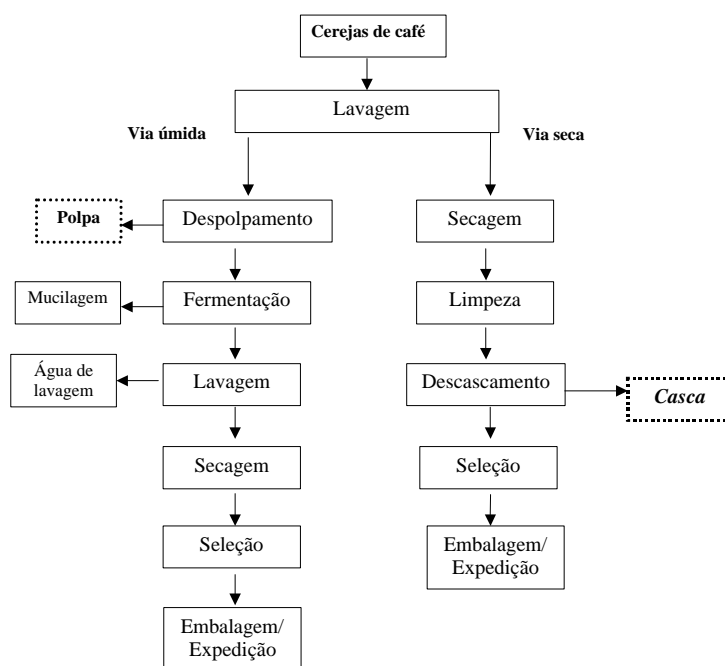 Cerejas de café
Lavagem
Via úmida
Via seca
Polpa
Despolpamento
Secagem
Mucilagem
Fermentação
Limpeza
Água de
lavagem
Lavagem
Descascamento
Casca
Secagem
Seleção
Seleção
Embalagem/
Expedição
Embalagem/
Expedição